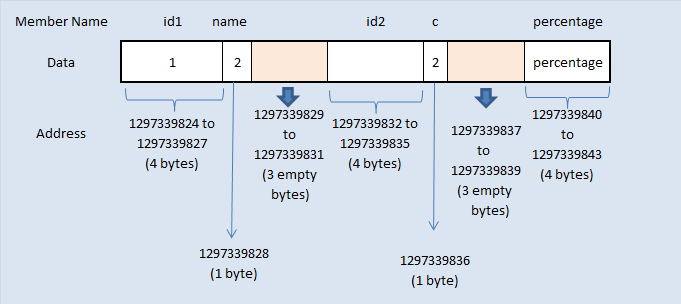 Member Name id1 name id2 c percentage
Data 1 2 2 percentage
Address
1297339824 to
1297339827
(4 bytes)
1297339829
to
1297339831
(3 empty
bytes)
1297339832 to
1297339835
(4 bytes)
1297339837
to
1297339839
(3 empty
bytes)
1297339840
to
1297339843
(4 bytes)
1297339828
(1 byte)
1297339836
(1 byte)